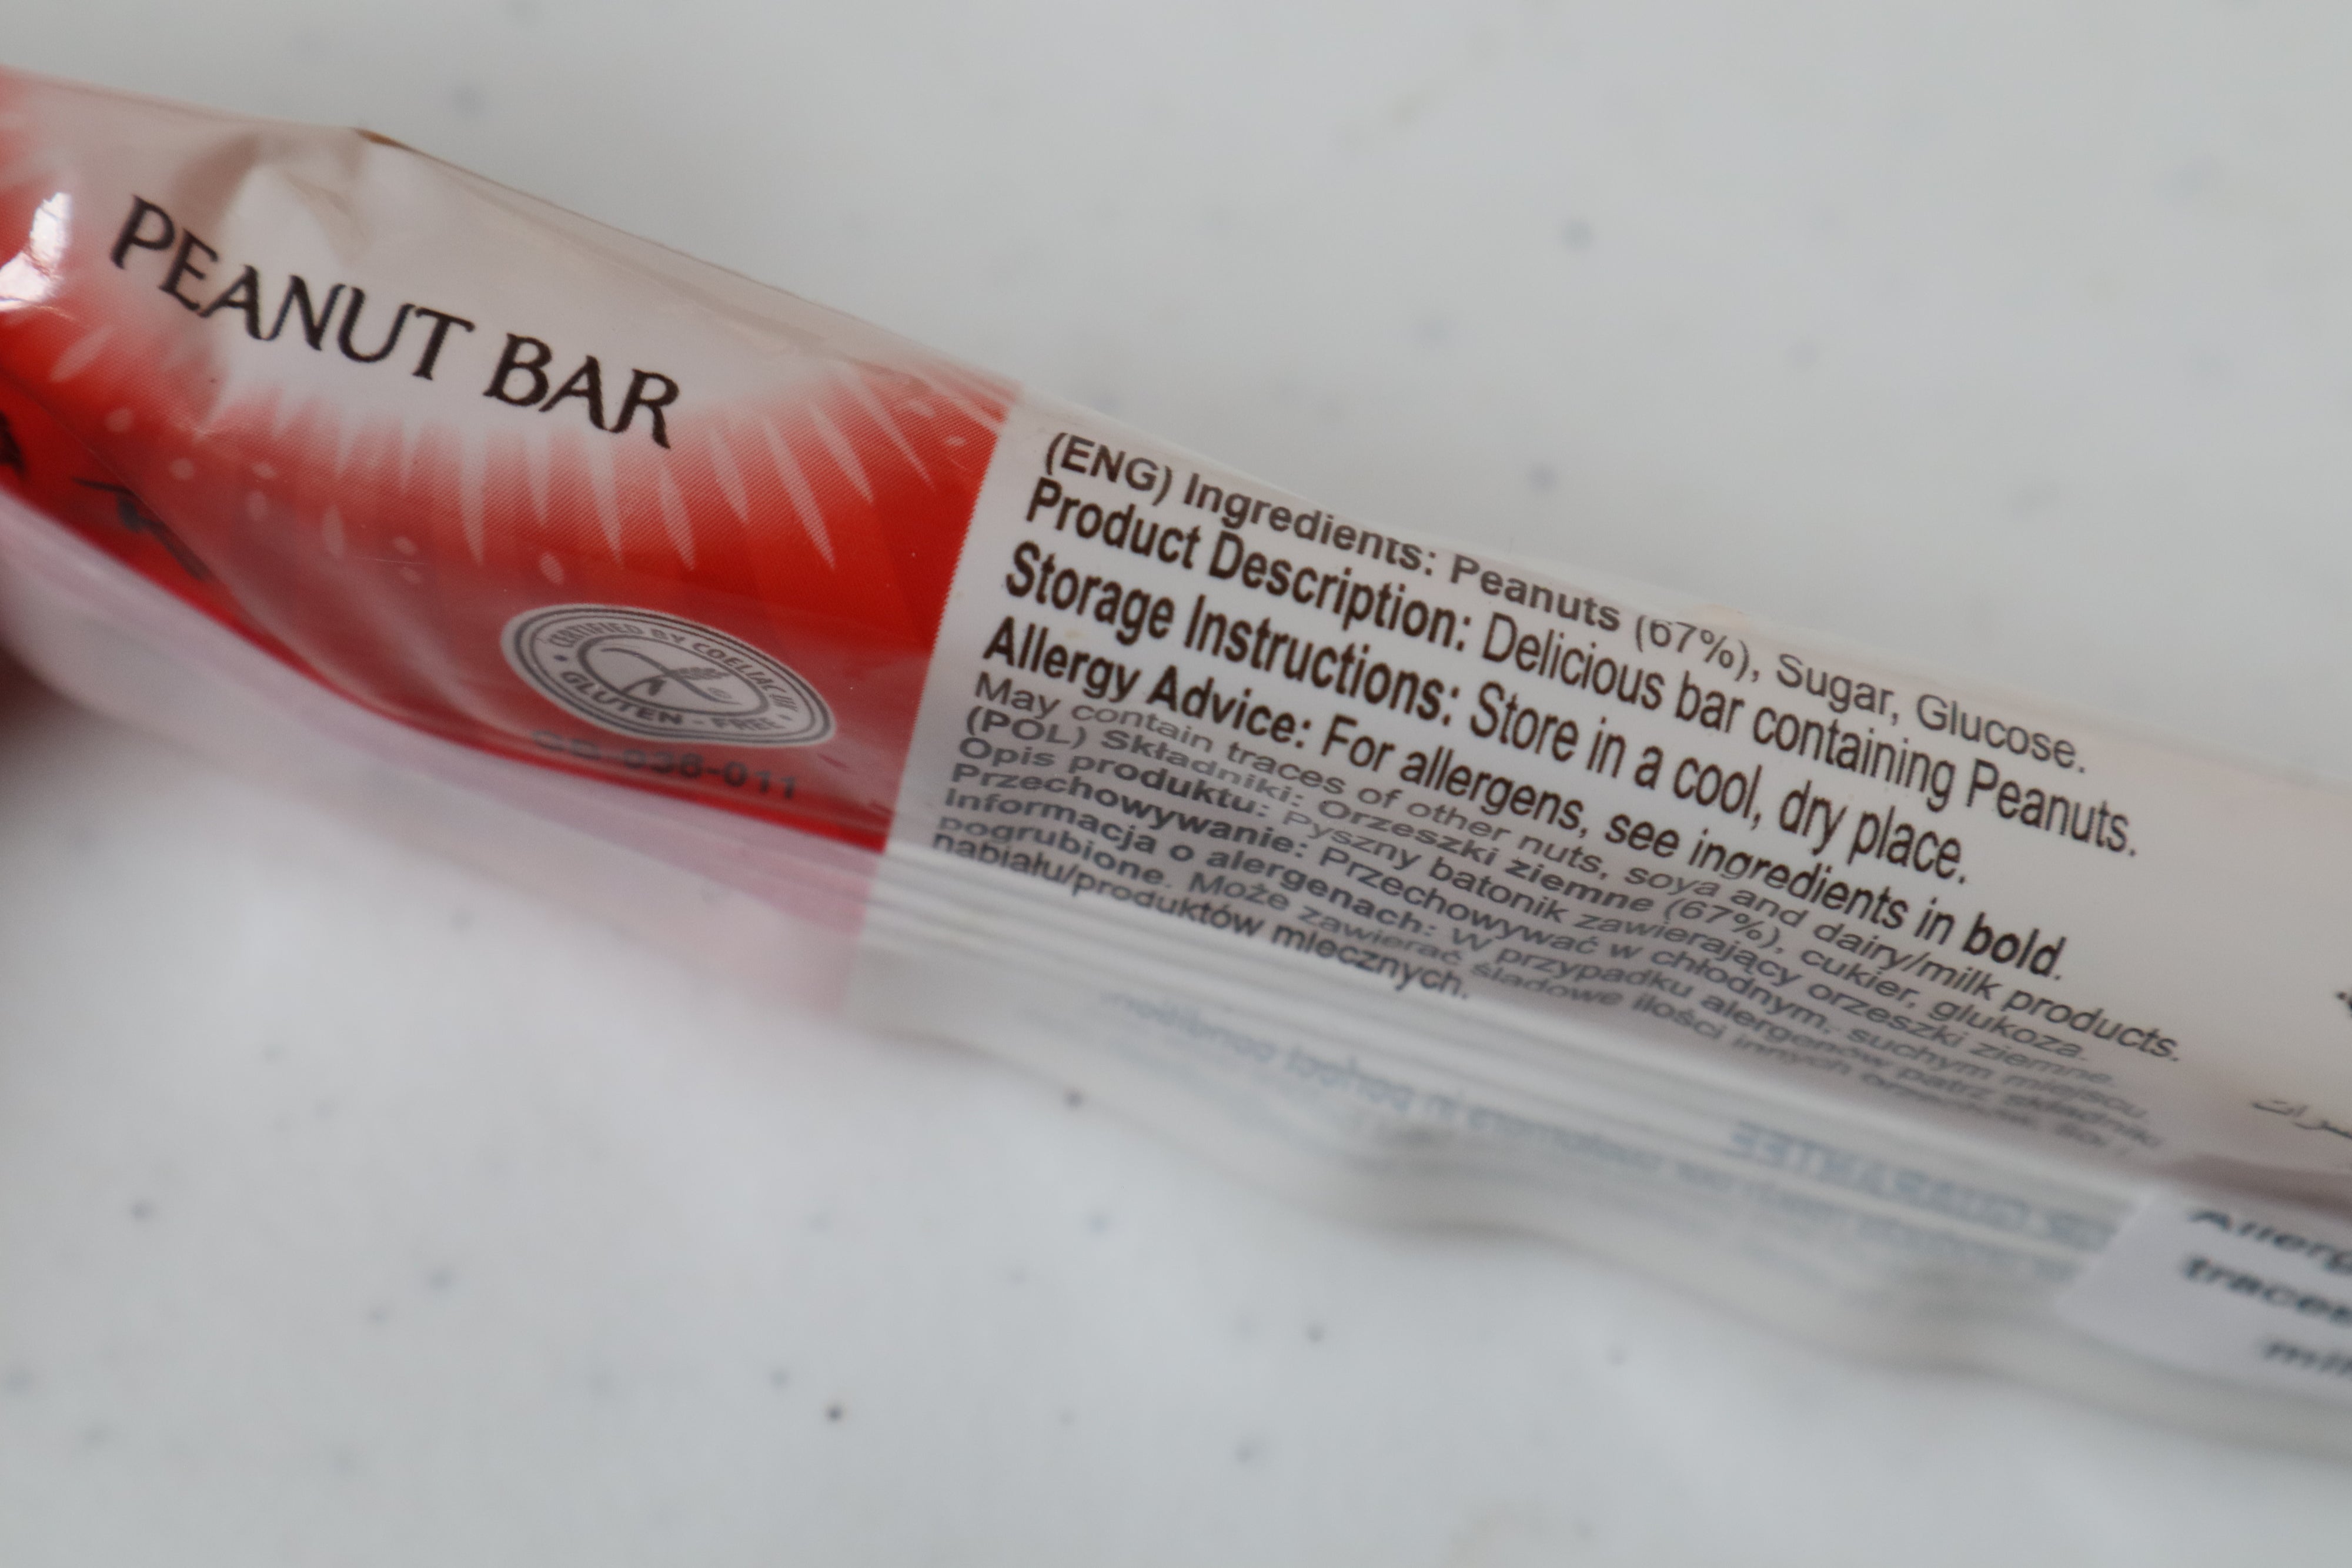 PEANUT BAR
CERTIFIED BY COELIAC
GLUTEN - FREE
-011
(ENG) Ingredients: Peanuts (67%), Sugar, Glucose.
Product Description: Delicious bar containing Peanuts.
Storage Instructions: Store in a cool, dry place.
Allergy Advice: For allergens, see ingredients in bold.
May contain traces of other nuts, soya and dairy/milk products.
(POL) Składniki: Orzeszki ziemne (67%), cukier, glukoza.
Opis produktu: Pyszny batonik zawierający orzeszki ziemne.
Przechowywanie: Przechowywać w chłodnym, suchym miejscu.
Informacja o alergenach: W przypadku alergenów patrz składniki
pogrubione. Może zawierać śladowe ilości innych
nabiału/produktów mlecznych.
GUARANTEE
traces